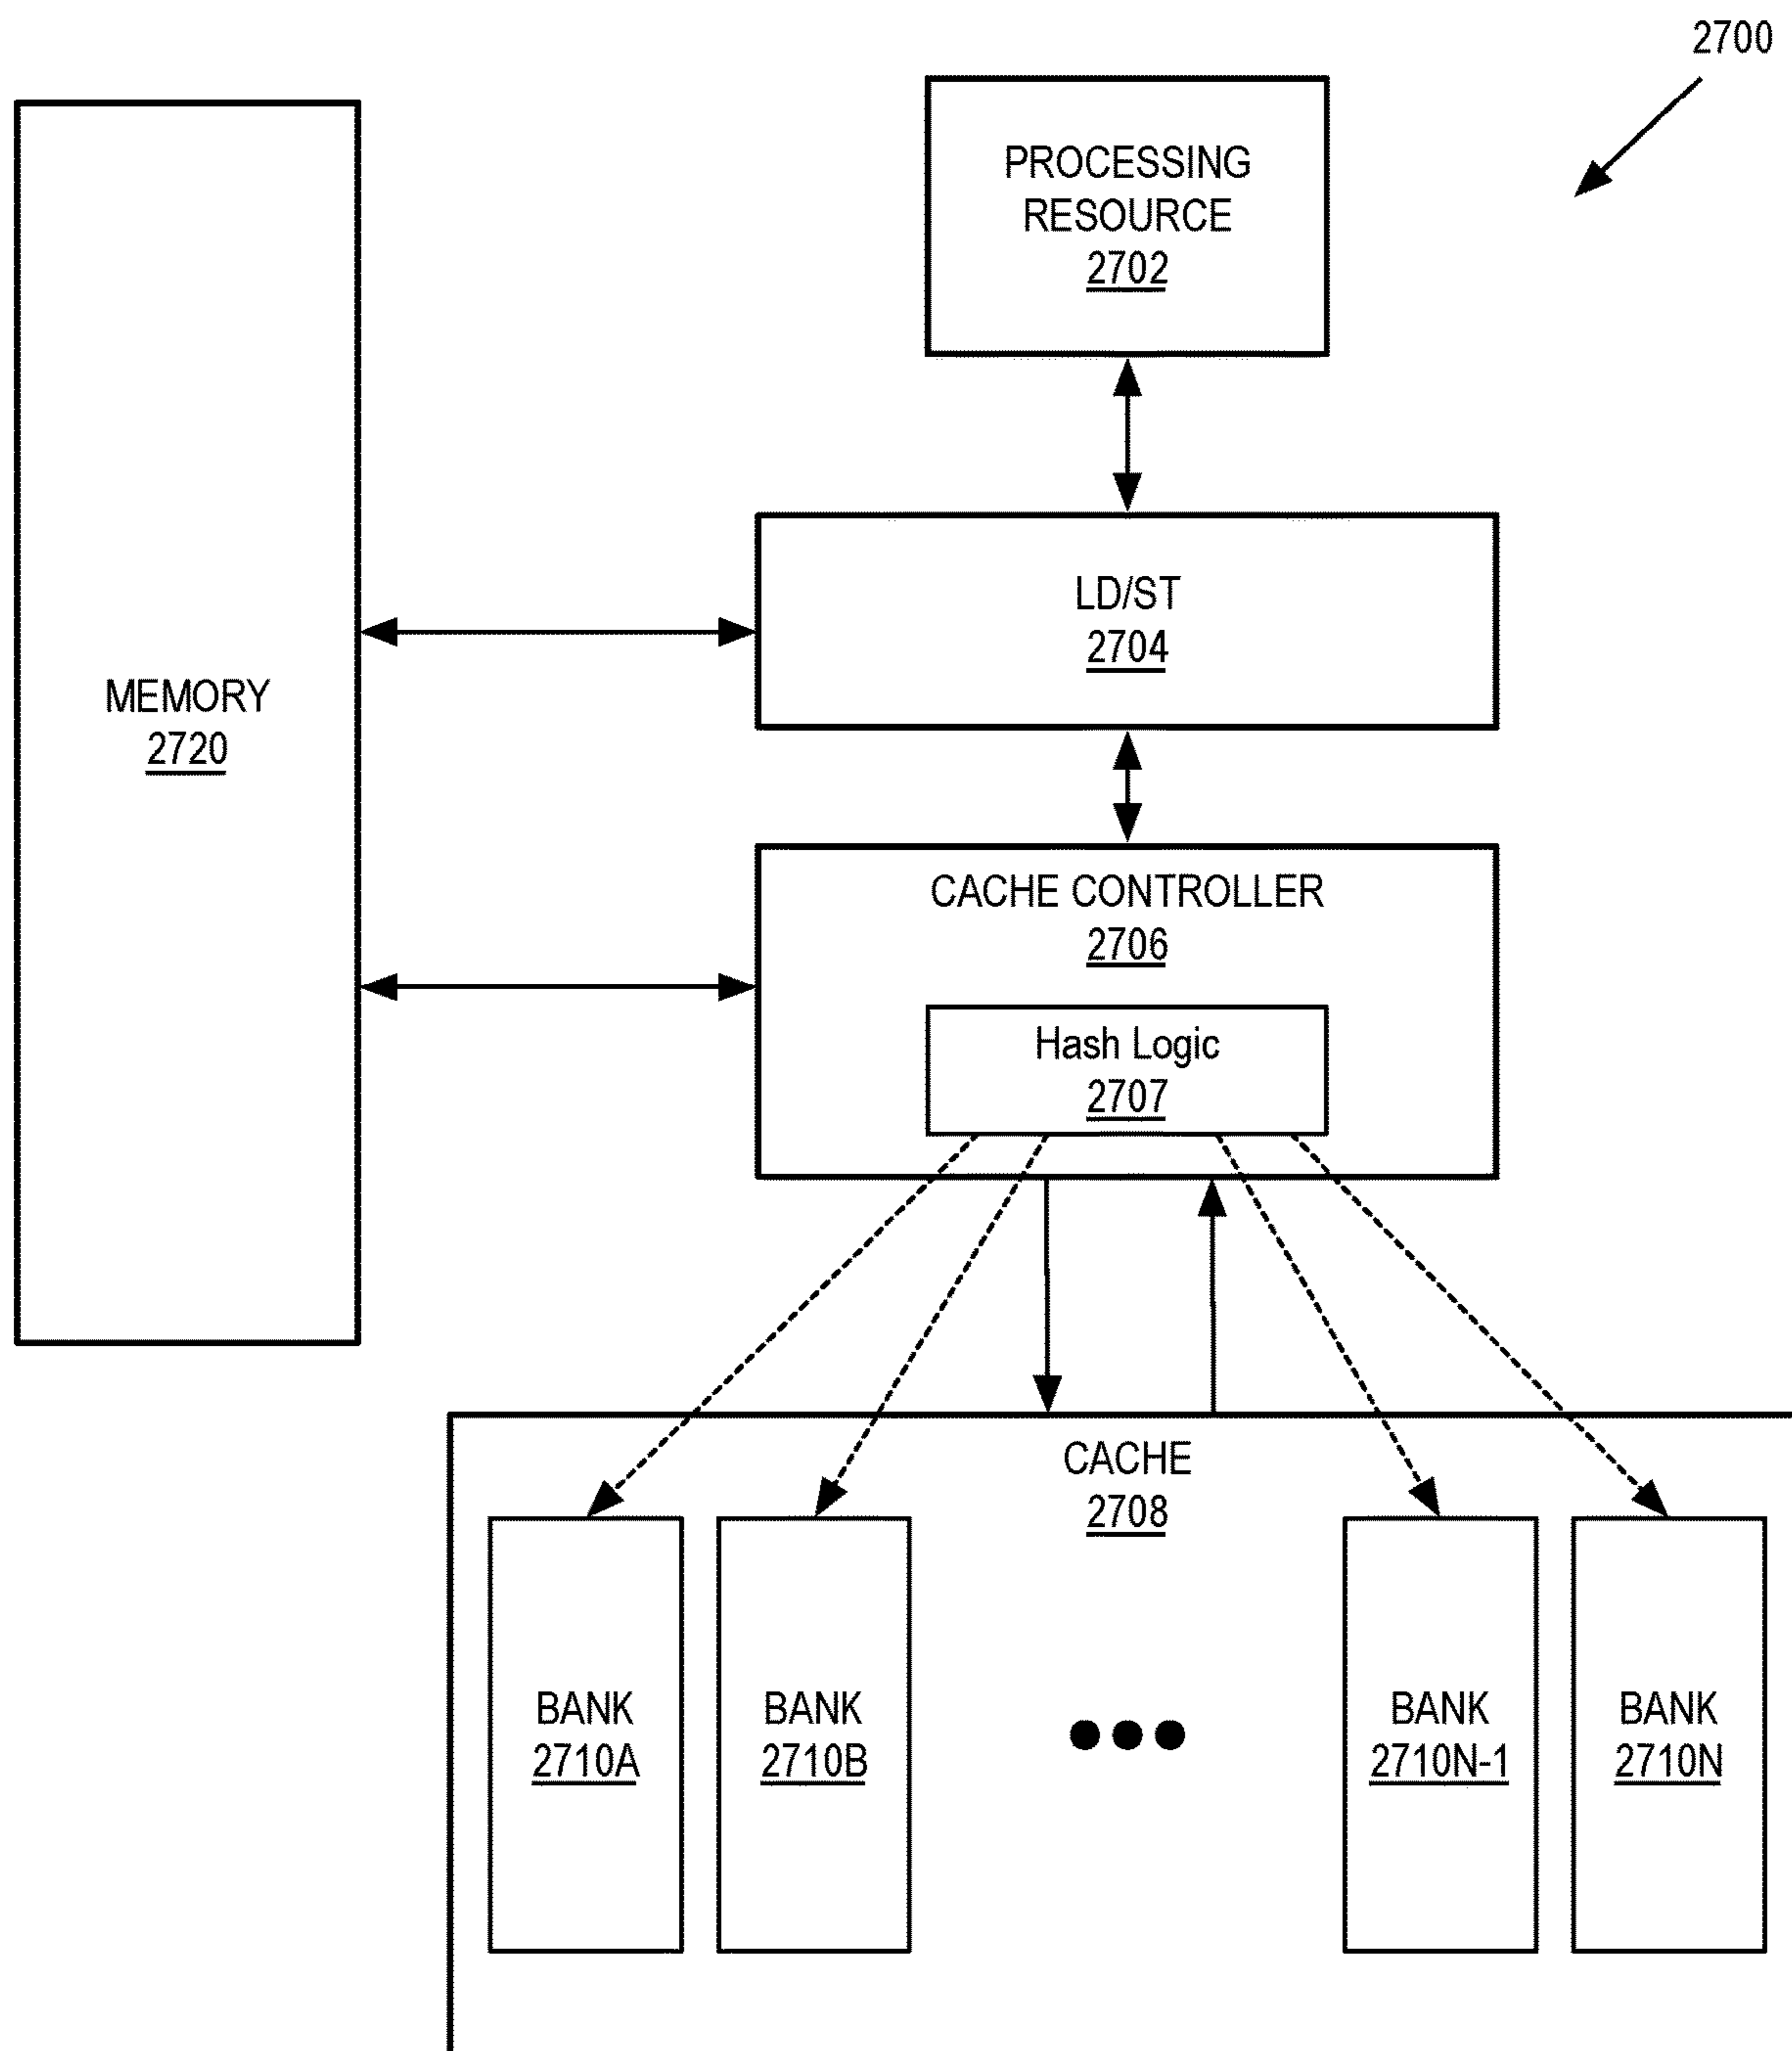 2700
PROCESSING
RESOURCE
2702
LD/ST
2704
MEMORY
2720
CACHE CONTROLLER
2706
Hash Logic
2707
CACHE
2708
BANK
2710A
BANK
2710B
BANK
2710N-1
BANK
2710N